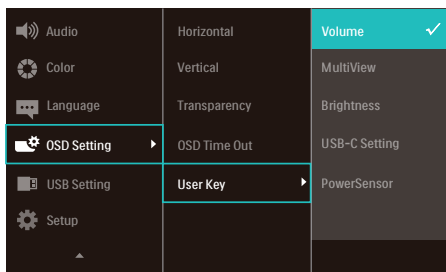 Audio
Color
Language
OSD Setting
USB Setting
Setup
Horizontal
Vertical
Transparency
OSD Time Out
User Key
Volume
MultiView
Brightness
USB-C Setting
PowerSensor